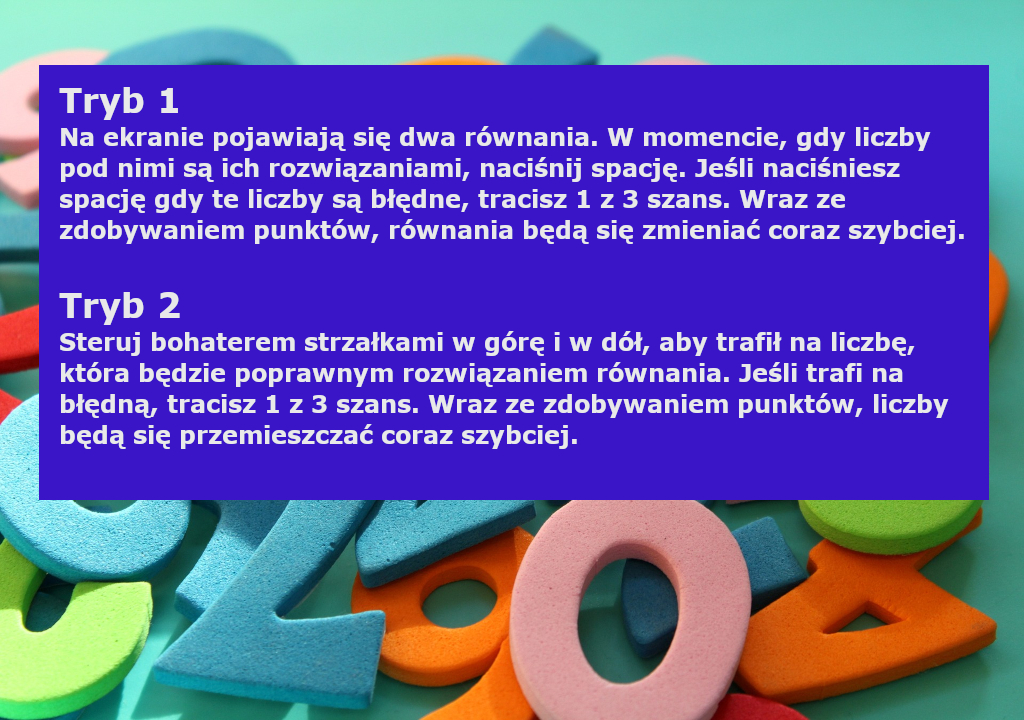 Tryb 1
Na ekranie pojawiają się dwa równania. W momencie, gdy liczby
pod nimi są ich rozwiązaniami, naciśnij spację. Jeśli naciśniesz
spację gdy te liczby są błędne, tracisz 1 z 3 szans. Wraz ze
zdobywaniem punktów, równania będą się zmieniać coraz szybciej.
Tryb 2
Steruj bohaterem strzałkami w górę i w dół, aby trafił na liczbę,
która będzie poprawnym rozwiązaniem równania. Jeśli trafi na
błędną, tracisz 1 z 3 szans. Wraz ze zdobywaniem punktów, liczby
będą się przemieszczać coraz szybciej.